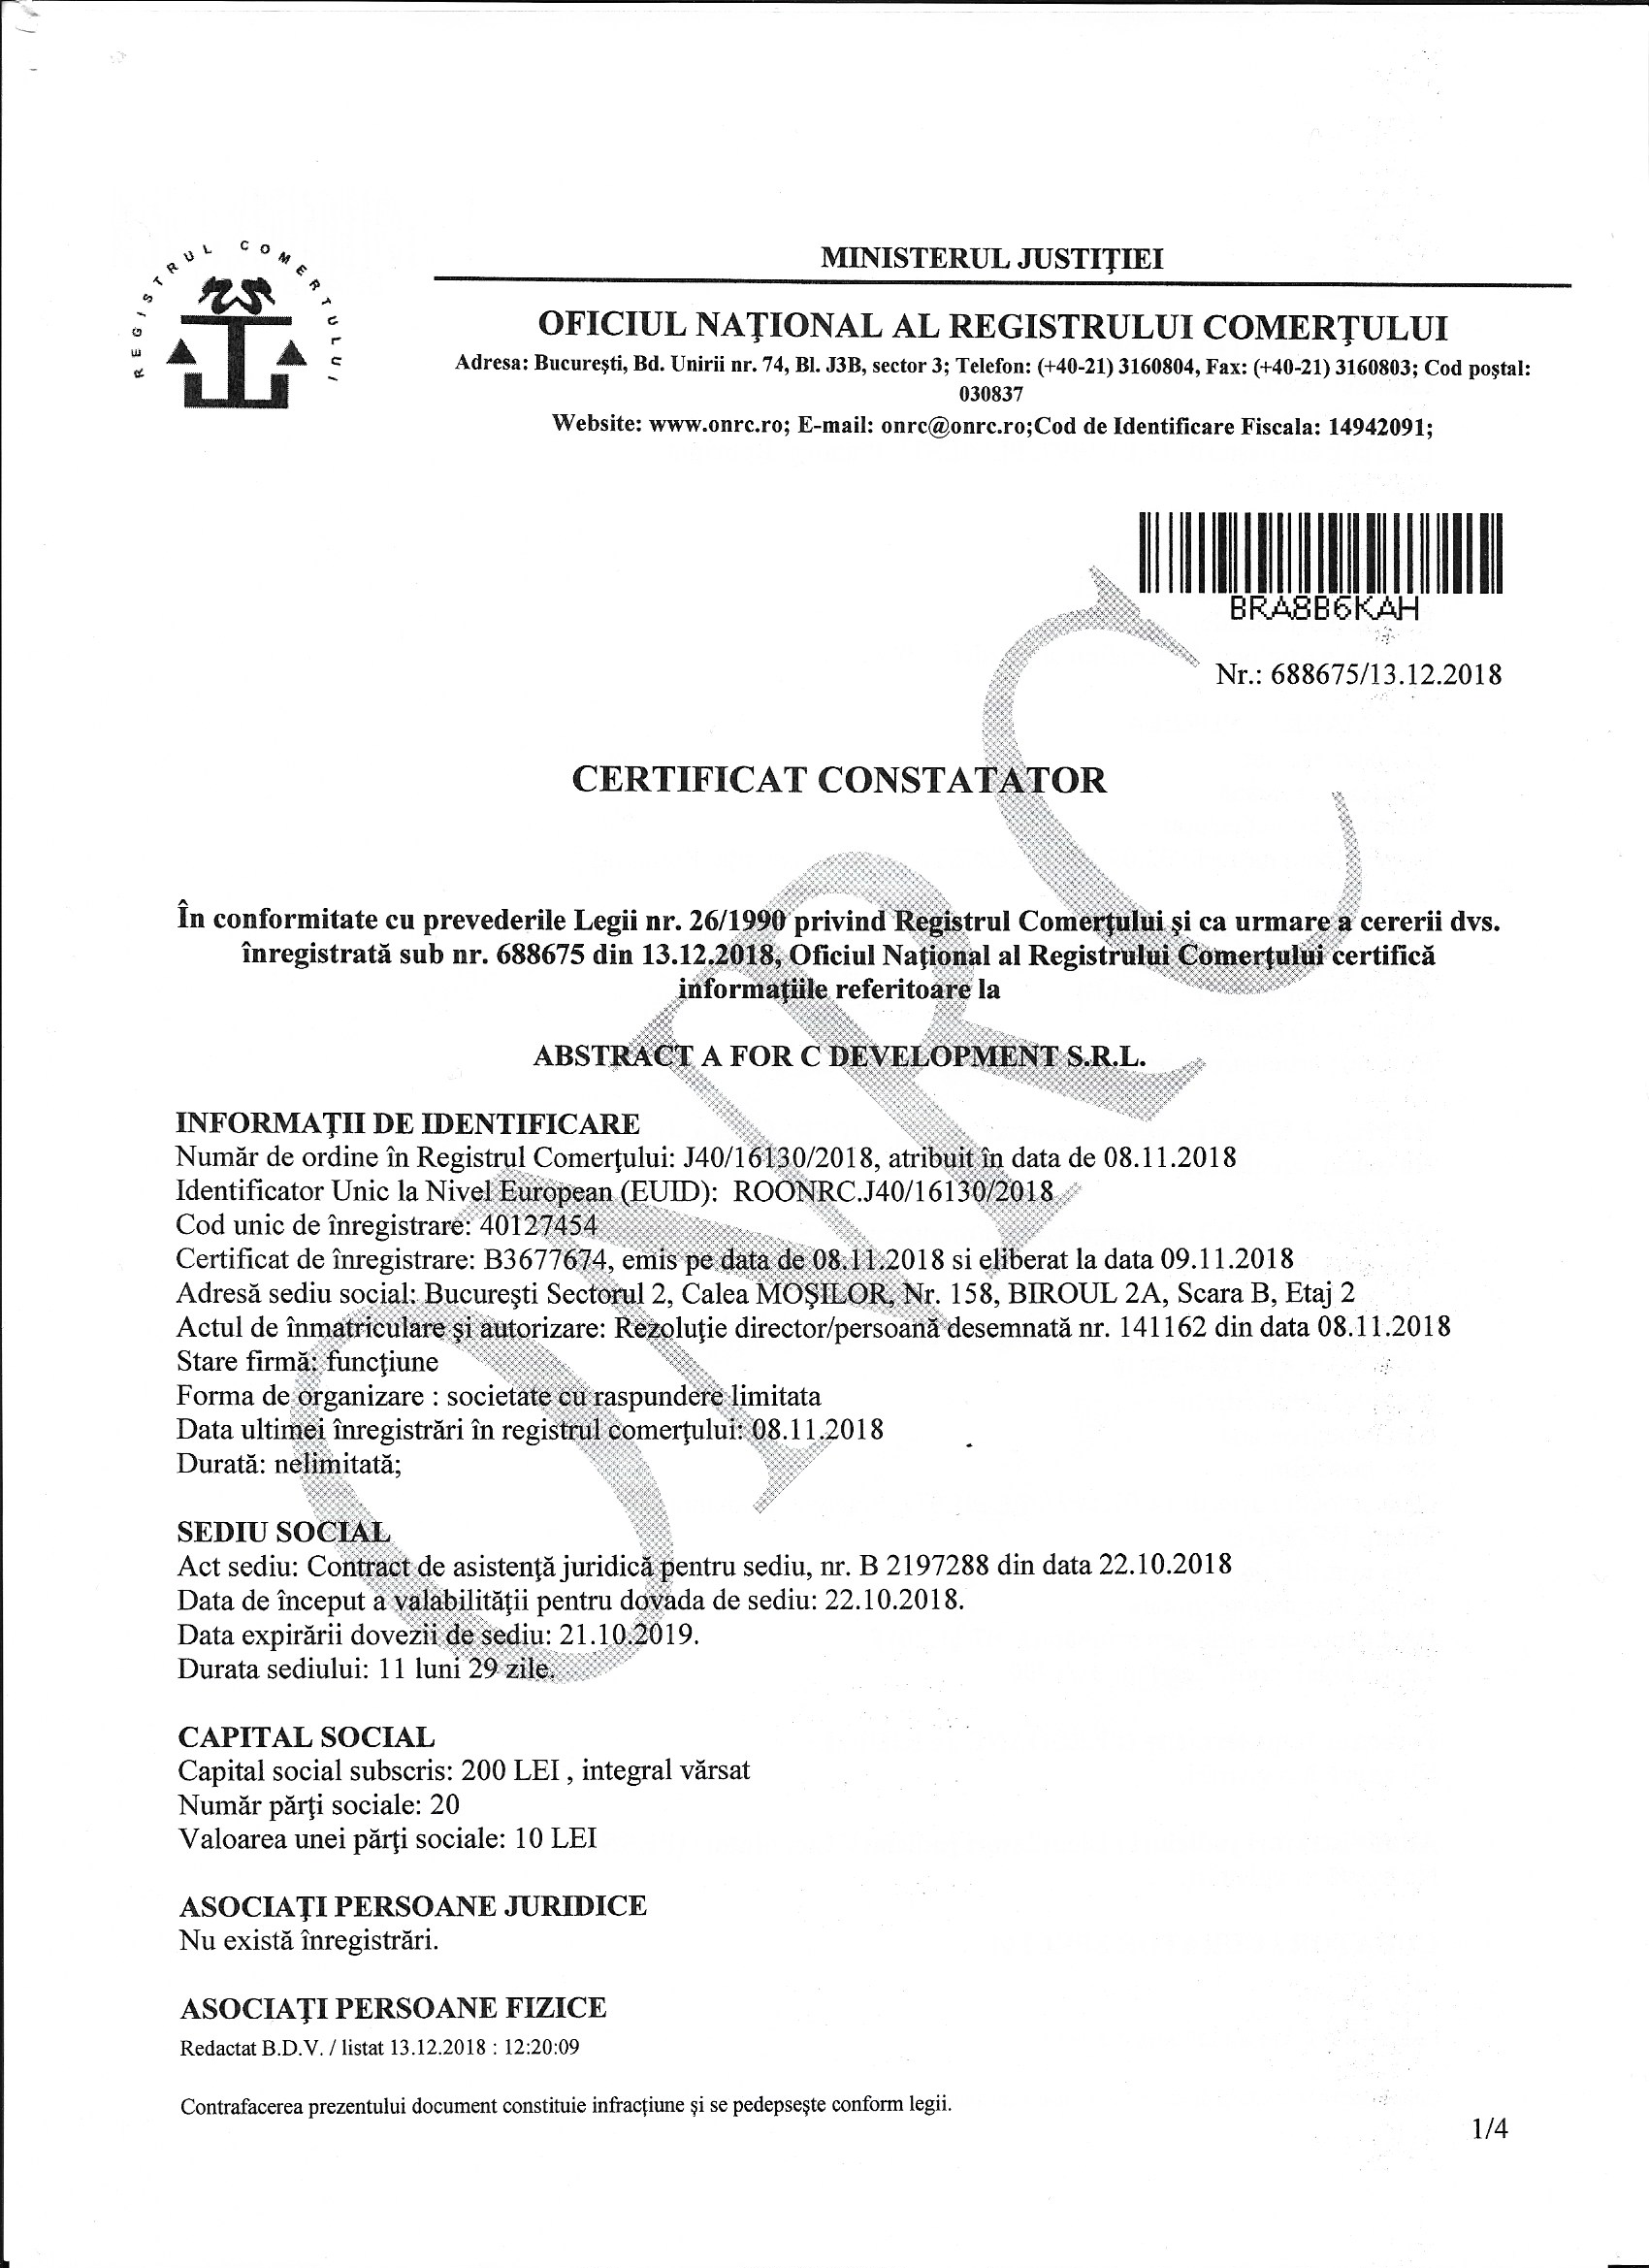 REGISTRUL COMERTULUI
MINISTERUL JUSTIŢIEI
OFICIUL NAŢIONAL AL REGISTRULUI COMERŢULUI
Adresa: Bucureşti, Bd. Unirii nr. 74, Bl. J3B, sector 3; Telefon: (+40-21) 3160804, Fax: (+40-21) 3160803; Cod poştal:
030837
Website: www.onrc.ro; E-mail: onrc@onrc.ro;Cod de Identificare Fiscala: 14942091;
BRA8B6KAH
Nr.: 688675/13.12.2018
CERTIFICAT CONSTATATOR
În conformitate cu prevederile Legii nr. 26/1990 privind Registrul Comerţului şi ca urmare a cererii dvs.
înregistrată sub nr. 688675 din 13.12.2018, Oficiul Naţional al Registrului Comerţului certifică
informaţiile referitoare la
ABSTRACT A FOR C DEVELOPMENT S.R.L.
INFORMAŢII DE IDENTIFICARE
Număr de ordine în Registrul Comerţului: J40/16130/2018, atribuit în data de 08.11.2018
Identificator Unic la Nivel European (EUID): ROONRC.J40/16130/2018
Cod unic de înregistrare: 40127454
Certificat de înregistrare: B3677674, emis pe data de 08.11.2018 si eliberat la data 09.11.2018
Adresă sediu social: Bucureşti Sectorul 2, Calea MOŞILOR, Nr. 158, BIROUL 2A, Scara B, Etaj 2
Actul de înmatriculare şi autorizare: Rezoluţie director/persoană desemnată nr. 141162 din data 08.11.2018
Stare firmă: funcţiune
Forma de organizare : societate cu raspundere limitata
Data ultimei înregistrări în registrul comerţului: 08.11.2018
Durată: nelimitată;
SEDIU SOCIAL
Act sediu: Contract de asistenţă juridică pentru sediu, nr. B 2197288 din data 22.10.2018
Data de început a valabilităţii pentru dovada de sediu: 22.10.2018.
Data expirării dovezii de sediu: 21.10.2019.
Durata sediului: 11 luni 29 zile.
CAPITAL SOCIAL
Capital social subscris: 200 LEI , integral vărsat
Număr părţi sociale: 20
Valoarea unei părţi sociale: 10 LEI
ASOCIAŢI PERSOANE JURIDICE
Nu există înregistrări.
ASOCIAŢI PERSOANE FIZICE
Redactat B.D.V. / listat 13.12.2018 : 12:20:09
Contrafacerea prezentului document constituie infracţiune şi se pedepseşte conform legii.
1/4
ONRC